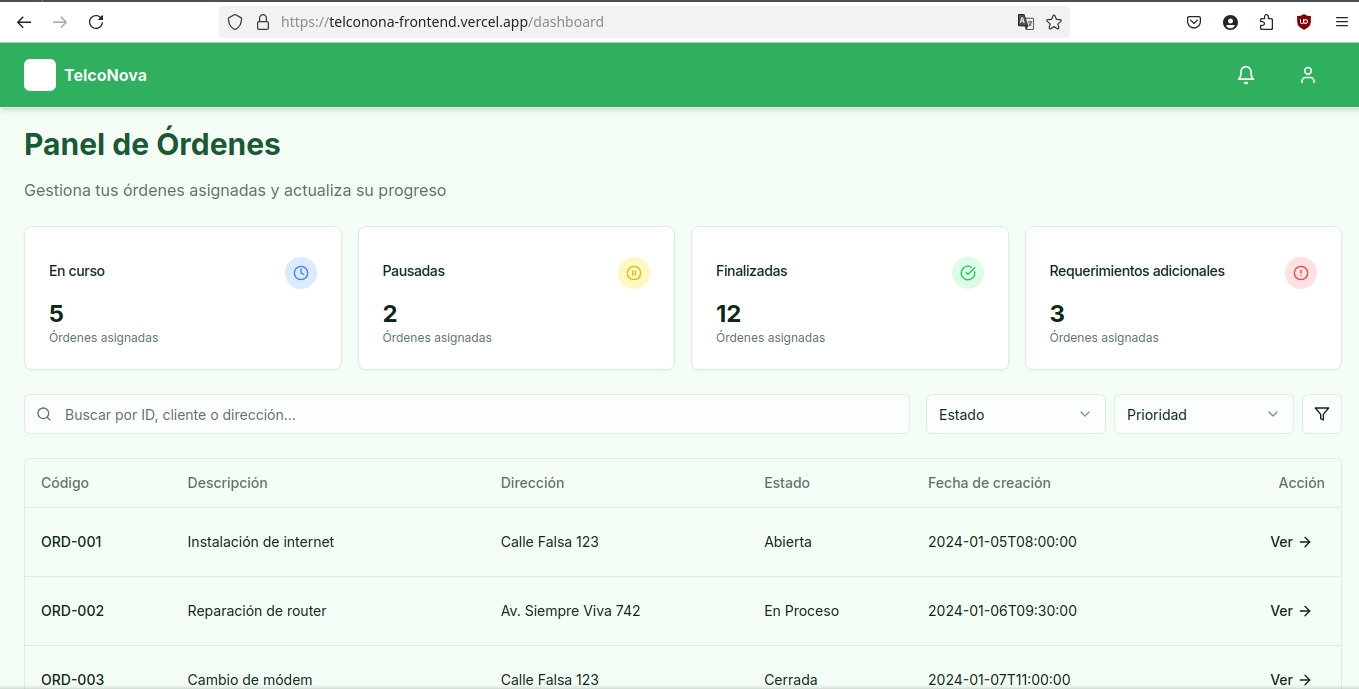 https://telconona-frontend.vercel.app/dashboard
TelcoNova
Panel de Órdenes
Gestiona tus órdenes asignadas y actualiza su progreso
En curso
5
Órdenes asignadas
Pausadas
2
Órdenes asignadas
Finalizadas
12
Órdenes asignadas
Requerimientos adicionales
3
Órdenes asignadas
Buscar por ID, cliente o dirección...
Estado
Prioridad
Código Descripción Dirección Estado Fecha de creación Acción
ORD-001 Instalación de internet Calle Falsa 123 Abierta 2024-01-05T08:00:00 Ver →
ORD-002 Reparación de router Av. Siempre Viva 742 En Proceso 2024-01-06T09:30:00 Ver →
ORD-003 Cambio de módem Calle Falsa 123 Cerrada 2024-01-07T11:00:00 Ver →